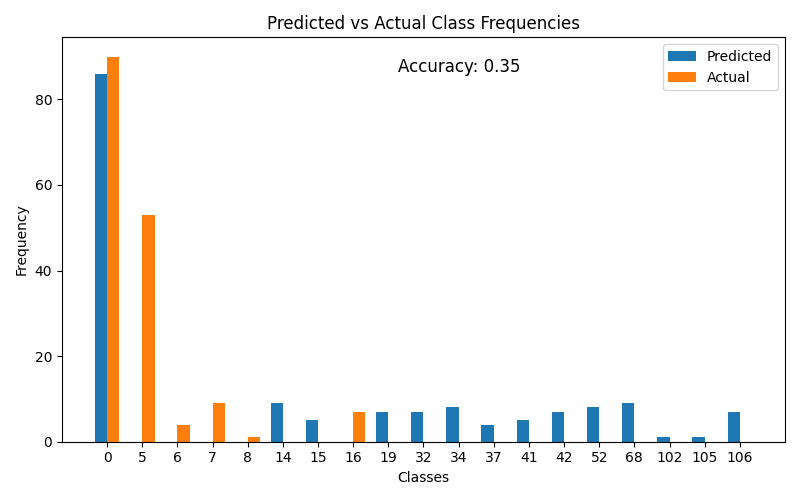 Predicted vs Actual Class Frequencies
Accuracy: 0.35
Predicted
Actual
Frequency
80
60
40
20
0
0 5 6 7 8 14 15 16 19 32 34 37 41 42 52 68 102 105 106
Classes